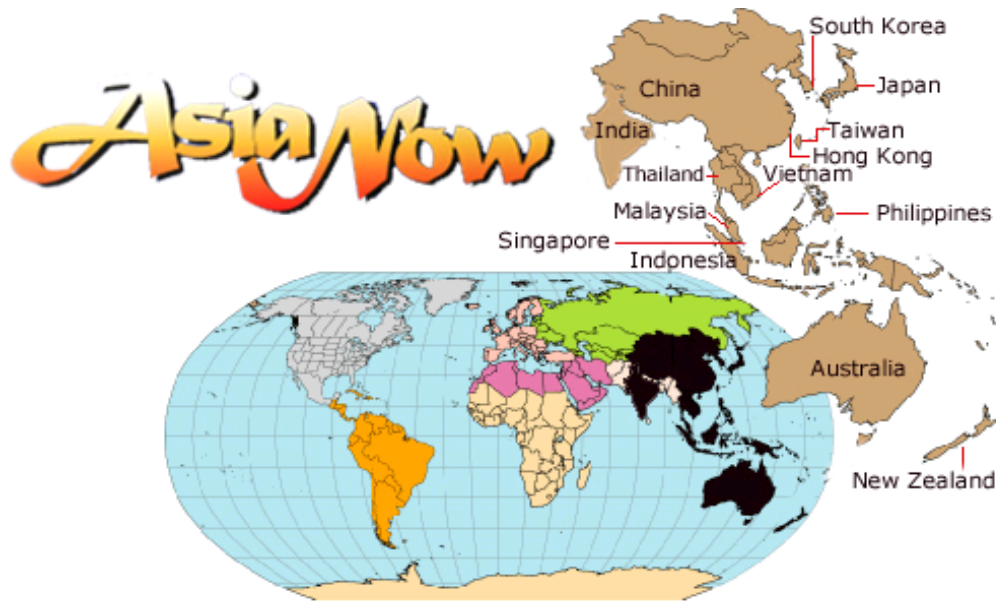 Asia Now
South Korea
China
Japan
India
Taiwan
Hong Kong
Thailand
Vietnam
Malaysia
Philippines
Singapore
Indonesia
Australia
New Zealand